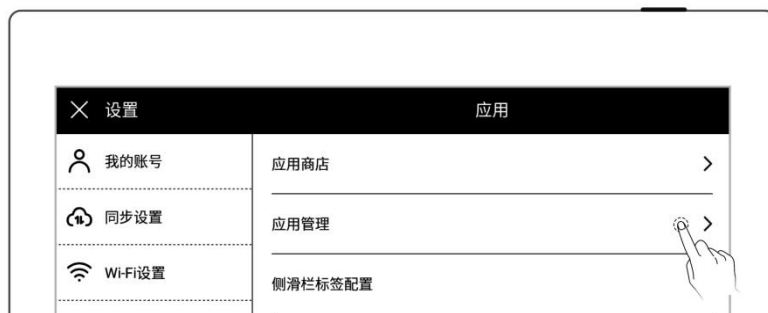 设置
应用
我的账号
应用商店
同步设置
应用管理
Wi-Fi设置
侧滑栏标签配置